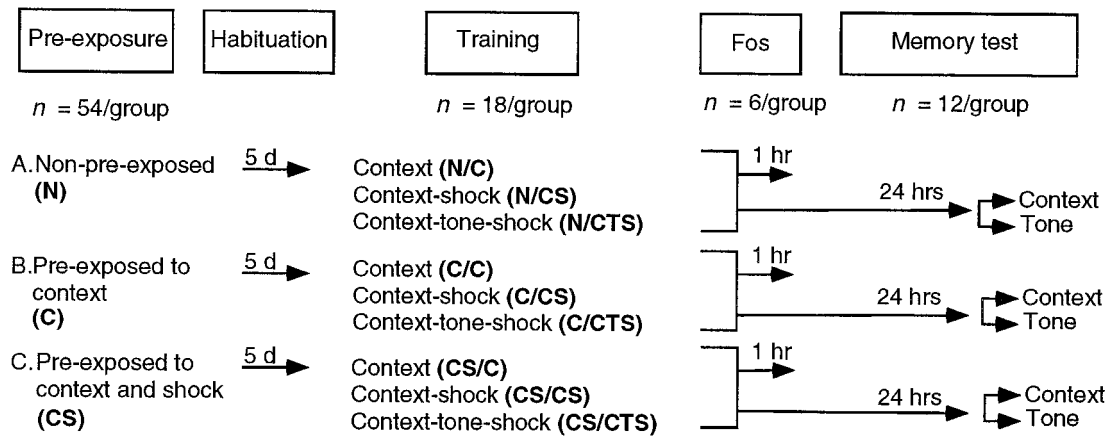 Pre-exposure Habituation Training Fos Memory test
n = 54/group n = 18/group n = 6/group n = 12/group
A. Non-pre-exposed 5 d Context (N/C) 1 hr
(N) Context-shock (N/CS) 24 hrs Context
Context-tone-shock (N/CTS) Tone
B. Pre-exposed to 5 d Context (C/C) 1 hr
context Context-shock (C/CS) 24 hrs Context
(C) Context-tone-shock (C/CTS) Tone
C. Pre-exposed to 5 d Context (CS/C) 1 hr
context and shock Context-shock (CS/CS) 24 hrs Context
(CS) Context-tone-shock (CS/CTS) Tone